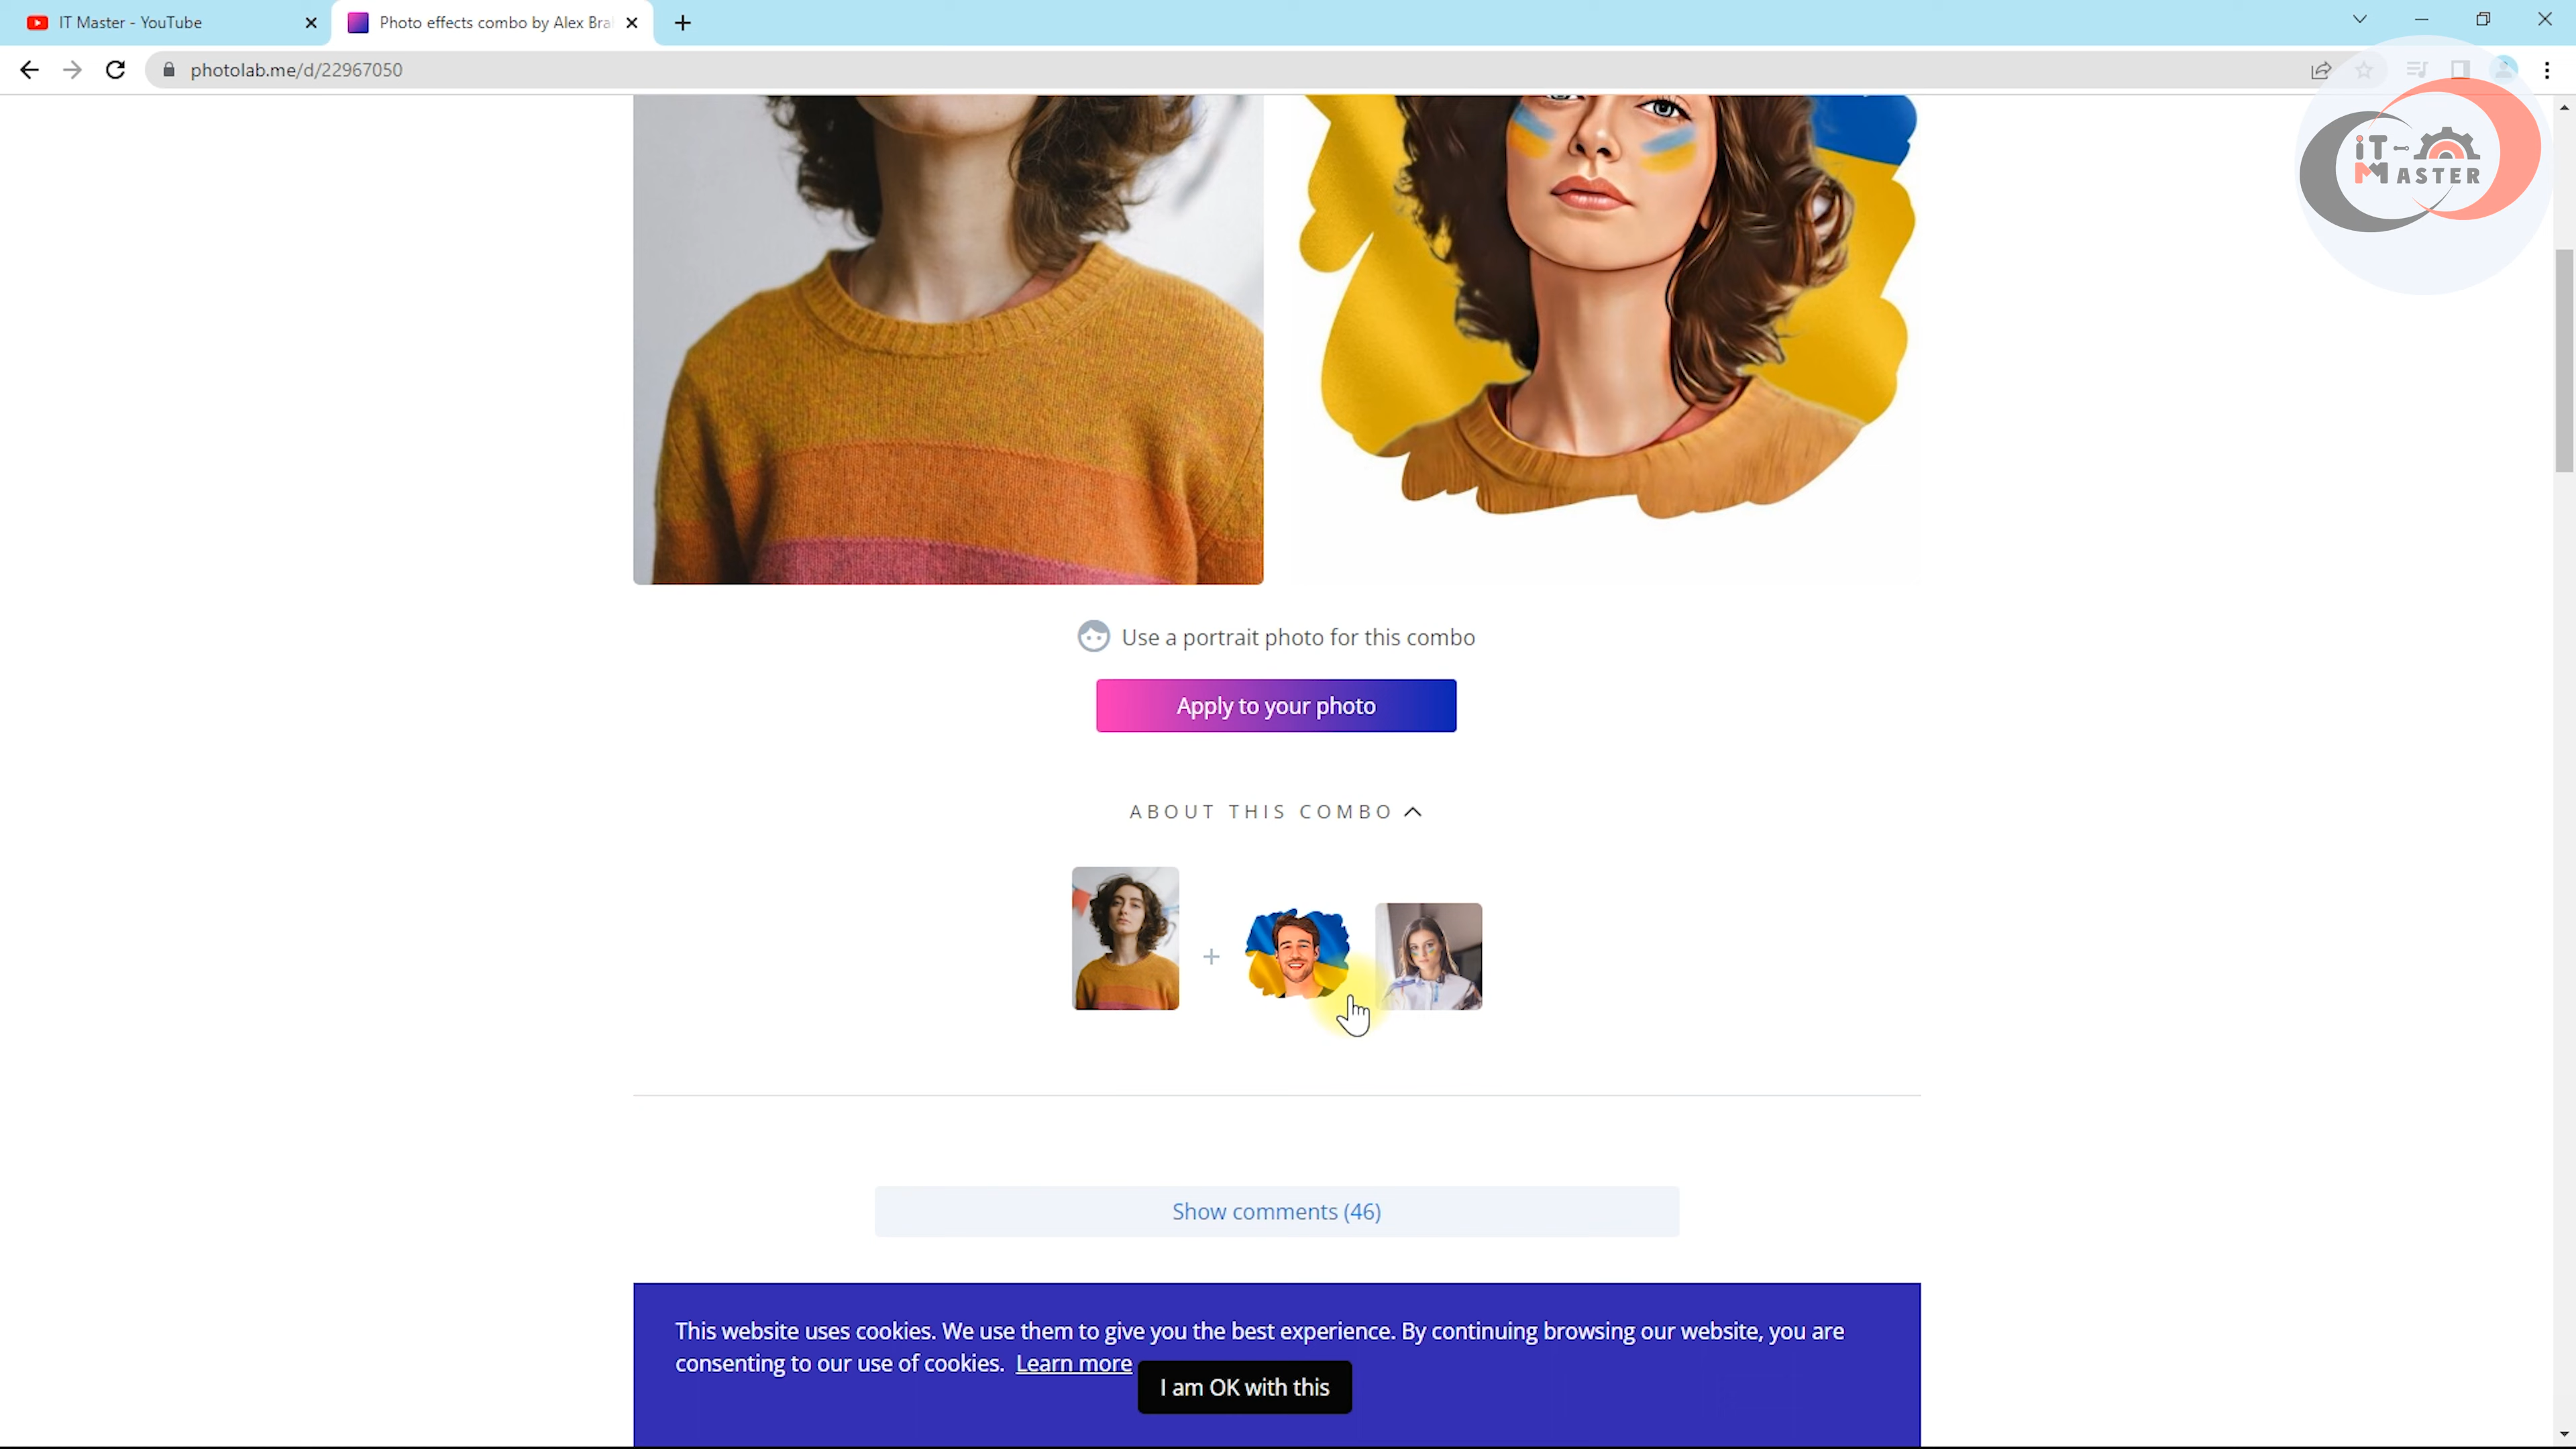 IT Master - YouTube
Photo effects combo by Alex Bra
photolab.me/d/22967050
iT
MASTER
Use a portrait photo for this combo
Apply to your photo
ABOUT THIS COMBO
Show comments (46)
This website uses cookies. We use them to give you the best experience. By continuing browsing our website, you are
consenting to our use of cookies. Learn more
I am OK with this